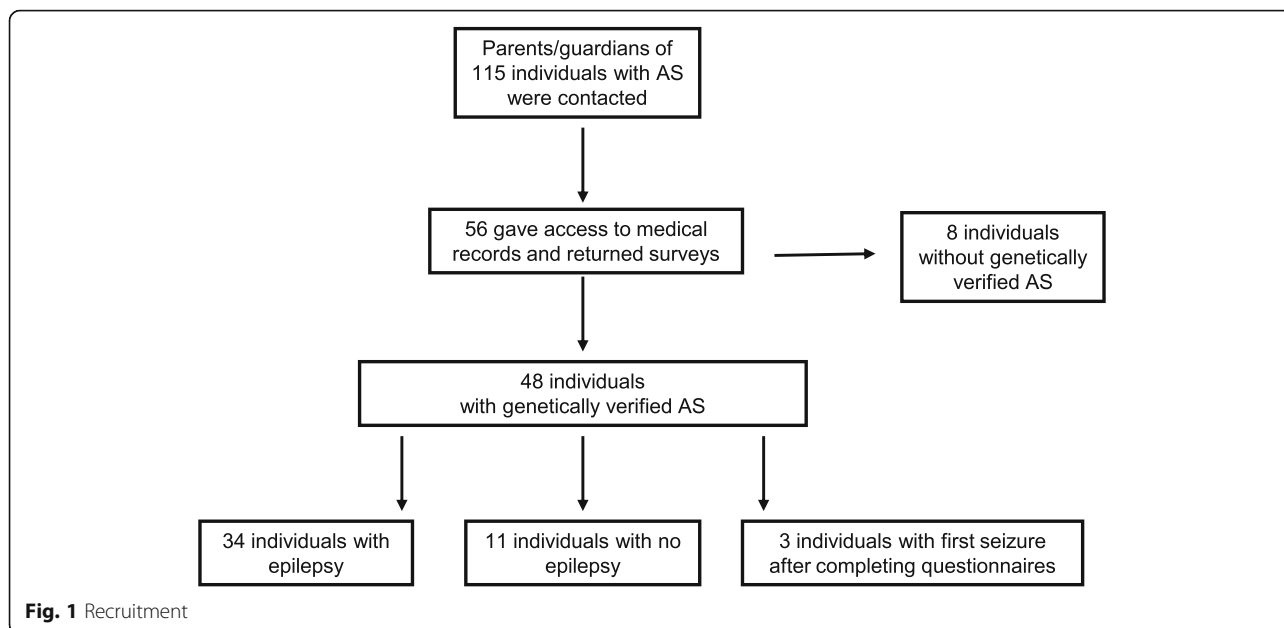 Parents/guardians of
115 individuals with AS
were contacted
56 gave access to medical
records and returned surveys
8 individuals
without genetically
verified AS
48 individuals
with genetically verified AS
34 individuals with
epilepsy
11 individuals with no
epilepsy
3 individuals with first seizure
after completing questionnaires
Fig. 1 Recruitment